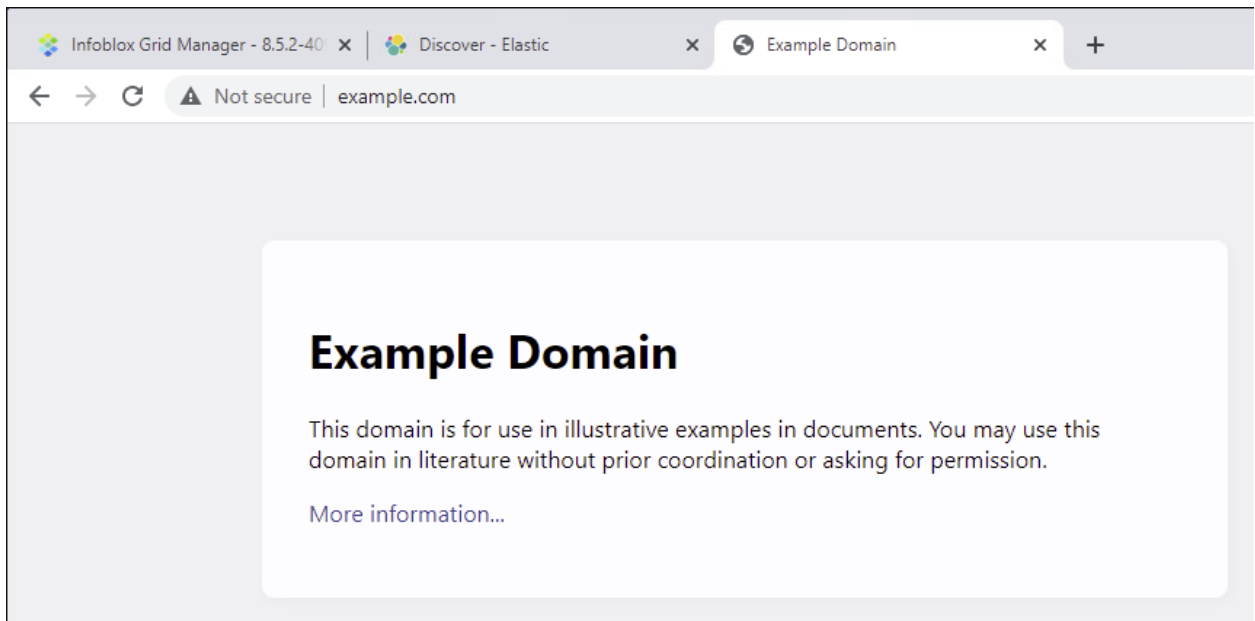 Infoblox Grid Manager - 8.5.2-40
Discover - Elastic
Example Domain
Not secure
example.com
Example Domain
This domain is for use in illustrative examples in documents. You may use this
domain in literature without prior coordination or asking for permission.
More information...